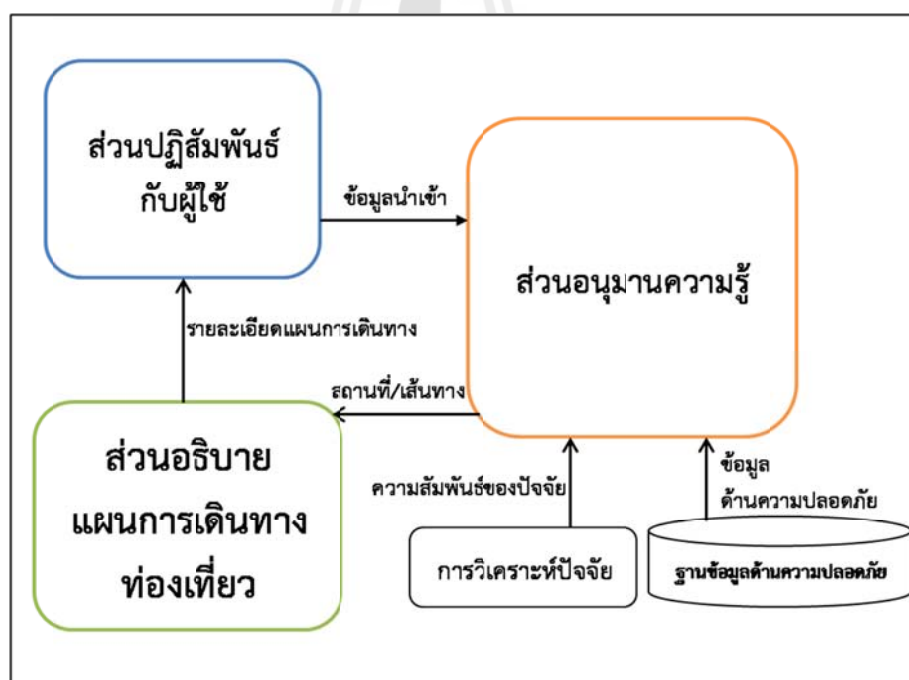 ส่วนปฏิสัมพันธ์
กับผู้ใช้
ข้อมูลนำเข้า
ส่วนอนุมานความรู้
รายละเอียดแผนการเดินทาง
สถานที่/เส้นทาง
ส่วนอธิบาย
แผนการเดินทาง
ท่องเที่ยว
ความสัมพันธ์ของปัจจัย
ข้อมูล
ด้านความปลอดภัย
การวิเคราะห์ปัจจัย
ฐานข้อมูลด้านความปลอดภัย